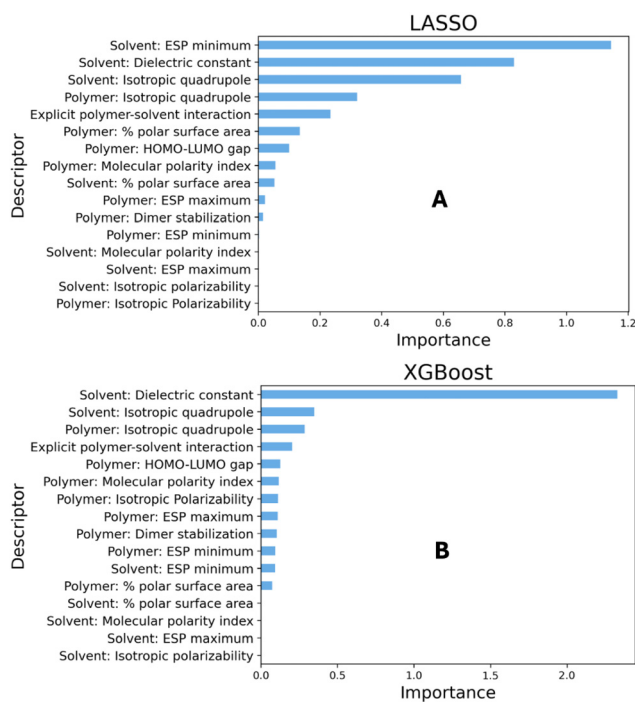 LASSO
Solvent: ESP minimum
Solvent: Dielectric constant
Solvent: Isotropic quadrupole
Polymer: Isotropic quadrupole
Explicit polymer-solvent interaction
Polymer: % polar surface area
Polymer: HOMO-LUMO gap
Polymer: Molecular polarity index
Solvent: % polar surface area
Polymer: ESP maximum
Polymer: Dimer stabilization
Polymer: ESP minimum
Solvent: Molecular polarity index
Solvent: ESP maximum
Solvent: Isotropic polarizability
Polymer: Isotropic Polarizability
Descriptor
A
0.0 0.2 0.4 0.6 0.8 1.0 1.2
Importance
XGBoost
Solvent: Dielectric constant
Solvent: Isotropic quadrupole
Polymer: Isotropic quadrupole
Explicit polymer-solvent interaction
Polymer: HOMO-LUMO gap
Polymer: Molecular polarity index
Polymer: Isotropic Polarizability
Polymer: ESP maximum
Polymer: Dimer stabilization
Polymer: ESP minimum
Solvent: ESP minimum
Polymer: % polar surface area
Solvent: % polar surface area
Solvent: Molecular polarity index
Solvent: ESP maximum
Solvent: Isotropic polarizability
Descriptor
B
0.0 0.5 1.0 1.5 2.0
Importance